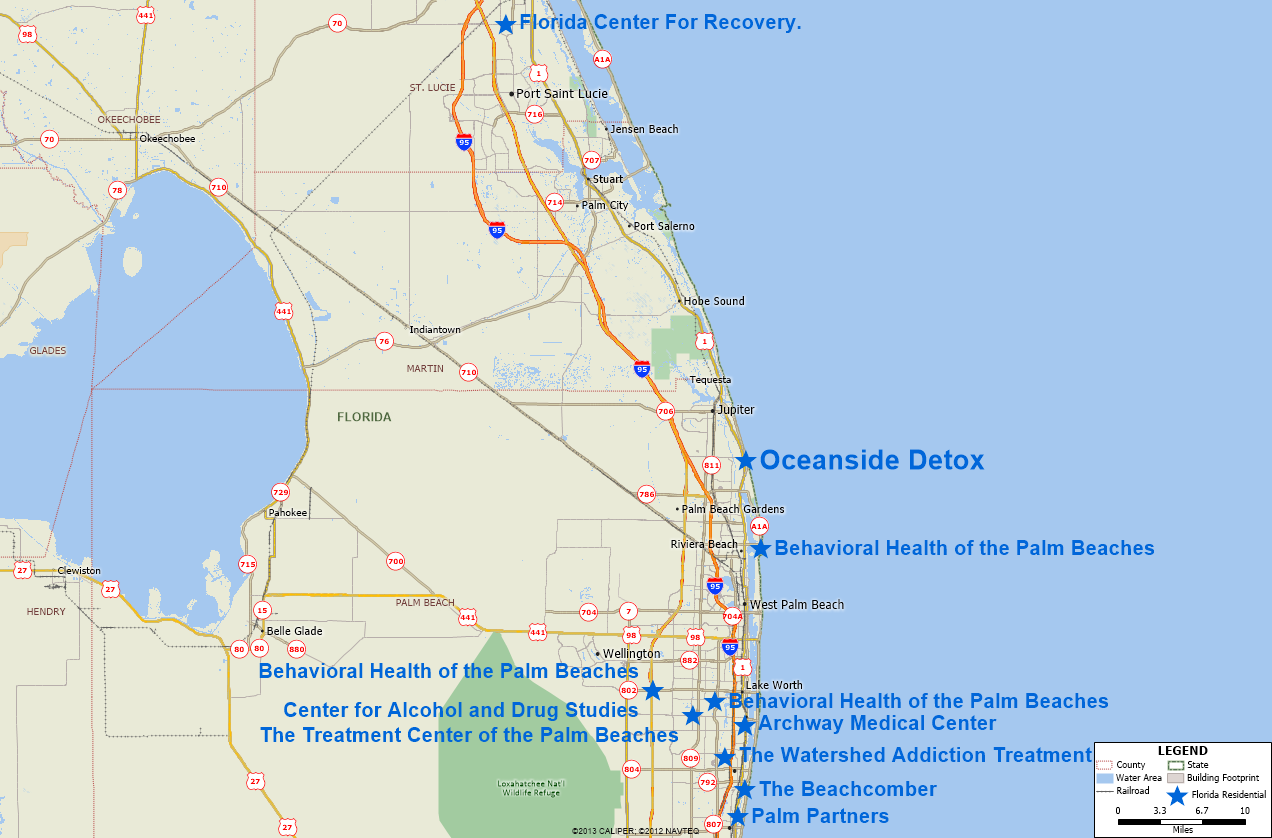 441
70
Florida Center For Recovery.
98
A1A
1
ST. LUCIE
Port Saint Lucie
716
OKEECHOBEE
Okeechobee
70
Jensen Beach
95
707
78
710
Stuart
714
Palm City
95
Port Salerno
441
Hobe Sound
Indiantown
76
1
GLADES
MARTIN
710
95
Tequesta
FLORIDA
706
Jupiter
Oceanside Detox
811
729
786
Pahokee
Palm Beach Gardens
A1A
Riviera Beach
Behavioral Health of the Palm Beaches
715
700
27
Clewiston
27
95
HENDRY
15
PALM BEACH
441
704
7
West Palm Beach
704A
Belle Glade
441
98
98
80
80
880
95
Wellington
882
1
Behavioral Health of the Palm Beaches
802
Lake Worth
Behavioral Health of the Palm Beaches
Center for Alcohol and Drug Studies
Archway Medical Center
The Treatment Center of the Palm Beaches
809
The Watershed Addiction Treatment
804
27
792
The Beachcomber
Loxahatchee Nat'l
Wildlife Refuge
Palm Partners
27
807
©2013 CALIPER; ©2012 NAVTEQ
LEGEND
County
State
Water Area
Building Footprint
Railroad
Florida Residential
0 3.3 6.7 10
Miles